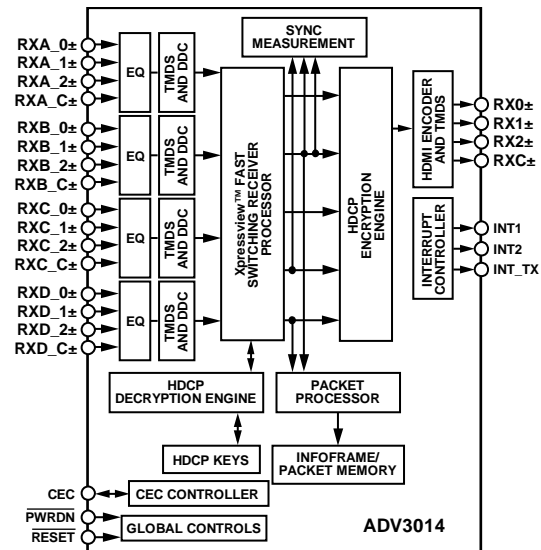 SYNC
MEASUREMENT
RXA_0±
RXA_1±
RXA_2±
RXA_C±
EQ
TMDS
AND DDC
RXB_0±
RXB_1±
RXB_2±
RXB_C±
EQ
TMDS
AND DDC
RXC_0±
RXC_1±
RXC_2±
RXC_C±
EQ
TMDS
AND DDC
RXD_0±
RXD_1±
RXD_2±
RXD_C±
EQ
TMDS
AND DDC
Xpressview™ FAST
SWITCHING RECEIVER
PROCESSOR
HDCP
ENCRYPTION
ENGINE
HDMI ENCODER
AND TMDS
RX0±
RX1±
RX2±
RXC±
INTERRUPT
CONTROLLER
INT1
INT2
INT_TX
HDCP
DECRYPTION ENGINE
PACKET
PROCESSOR
HDCP KEYS
INFOFRAME/
PACKET MEMORY
CEC
CEC CONTROLLER
PWRDN
RESET
GLOBAL CONTROLS
ADV3014